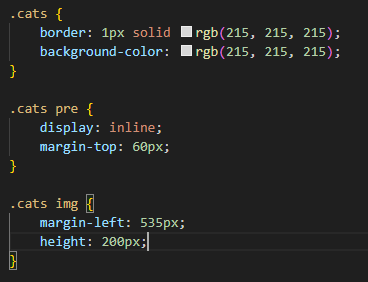 .cats {
border: 1px solid rgb(215, 215, 215);
background-color: rgb(215, 215, 215);
}
.cats pre {
display: inline;
margin-top: 60px;
}
.cats img {
margin-left: 535px;
height: 200px;
}